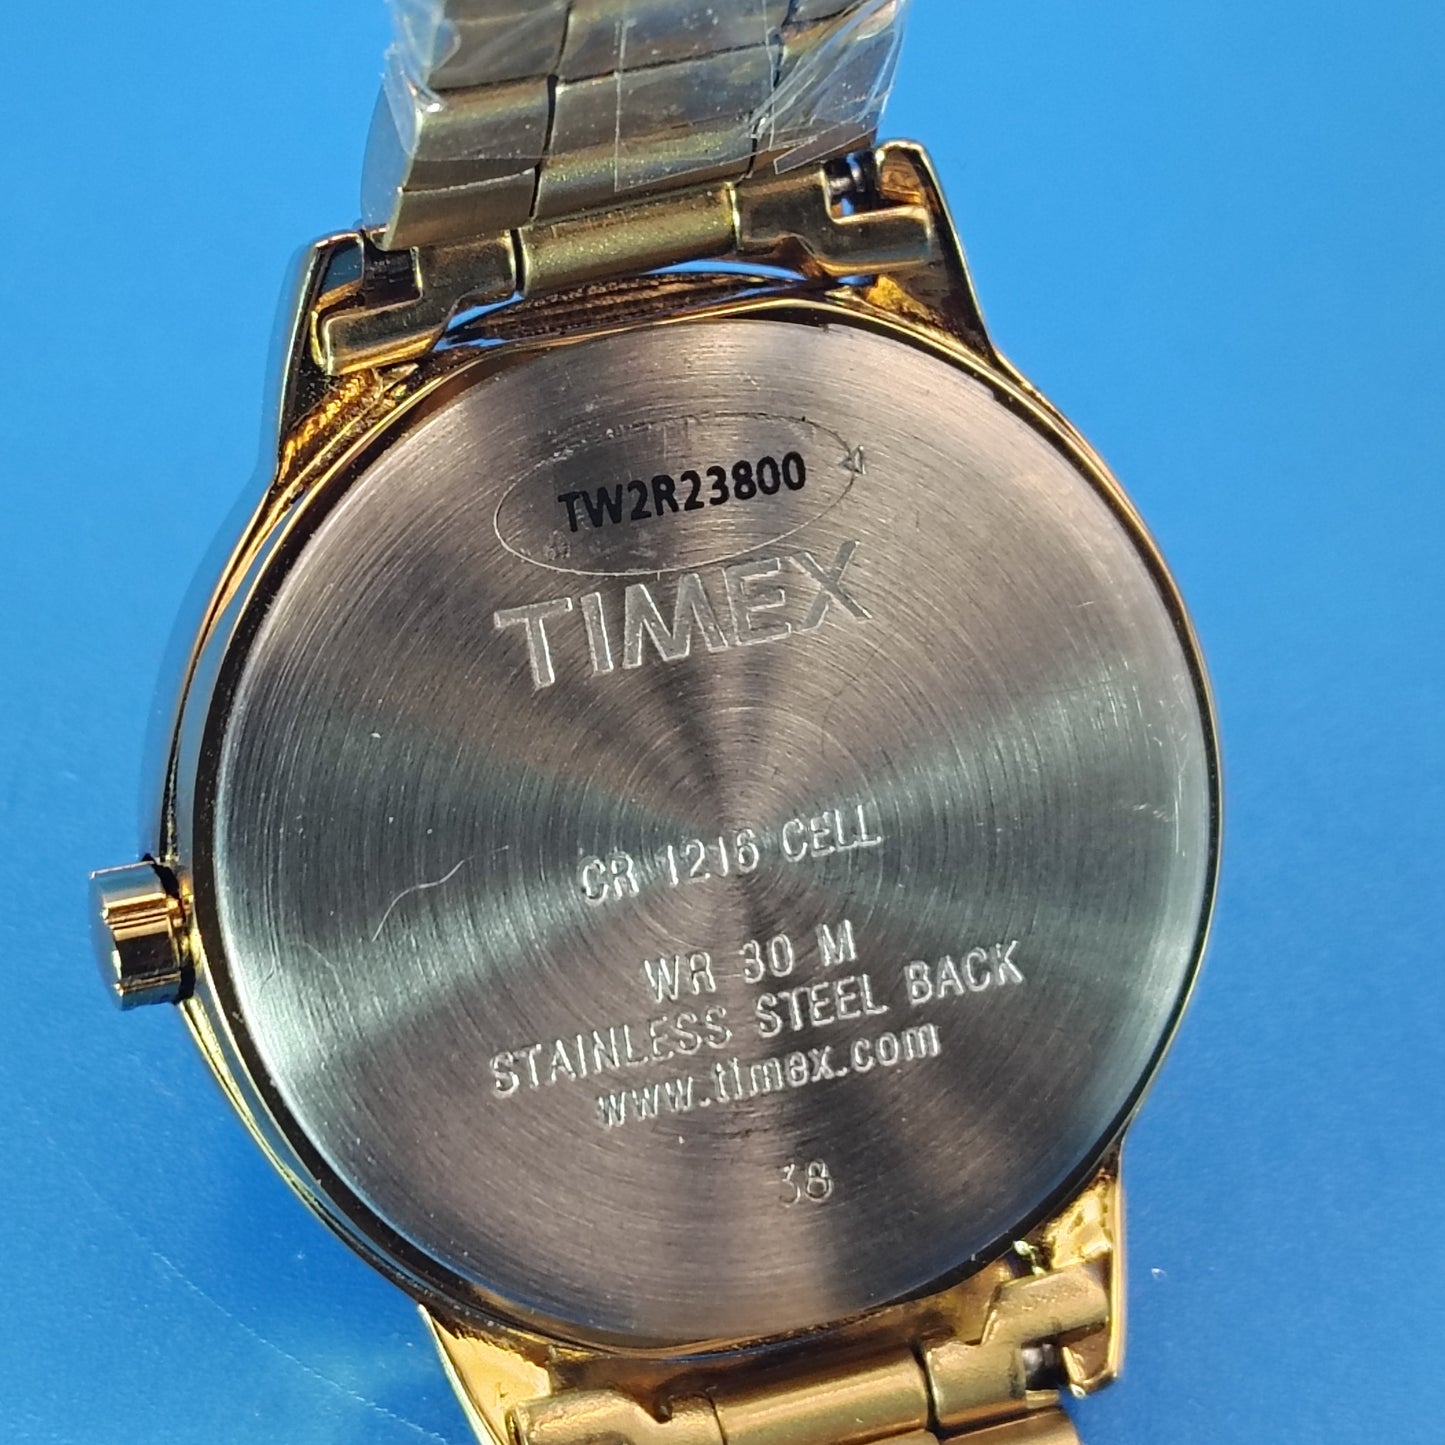 TW2R23800
TIMEX
CR 1216 CELL
WR 30 M
STAINLESS STEEL BACK
www.timex.com
38